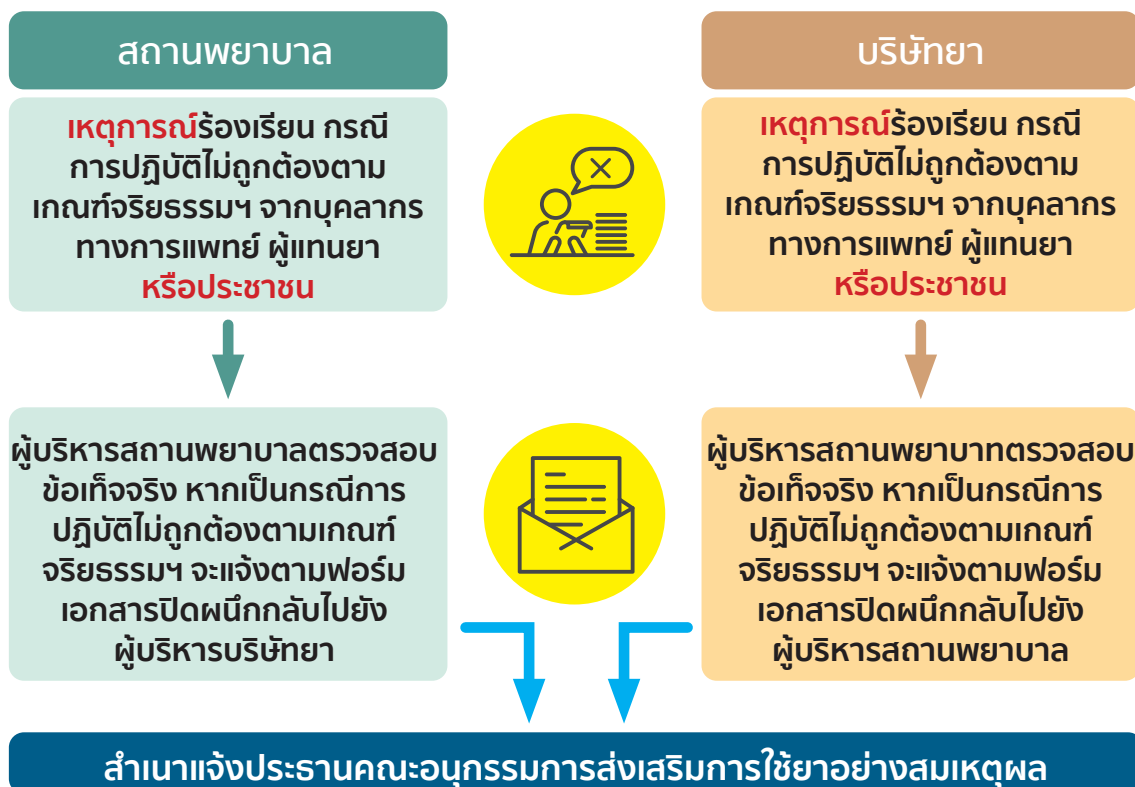 สถานพยาบาล
เหตุการณ์ร้องเรียน กรณี
การปฏิบัติไม่ถูกต้องตาม
เกณฑ์จริยธรรมฯ จากบุคลากร
ทางการแพทย์ ผู้แทนยา
หรือประชาชน
ผู้บริหารสถานพยาบาลตรวจสอบ
ข้อเท็จจริง หากเป็นกรณีการ
ปฏิบัติไม่ถูกต้องตามเกณฑ์
จริยธรรมฯ จะแจ้งตามฟอร์ม
เอกสารปิดผนึกกลับไปยัง
ผู้บริหารบริษัทยา
บริษัทยา
เหตุการณ์ร้องเรียน กรณี
การปฏิบัติไม่ถูกต้องตาม
เกณฑ์จริยธรรมฯ จากบุคลากร
ทางการแพทย์ ผู้แทนยา
หรือประชาชน
ผู้บริหารสถานพยาบาทตรวจสอบ
ข้อเท็จจริง หากเป็นกรณีการ
ปฏิบัติไม่ถูกต้องตามเกณฑ์
จริยธรรมฯ จะแจ้งตามฟอร์ม
เอกสารปิดผนึกกลับไปยัง
ผู้บริหารสถานพยาบาล
สำเนาแจ้งประธานคณะอนุกรรมการส่งเสริมการใช้ยาอย่างสมเหตุผล